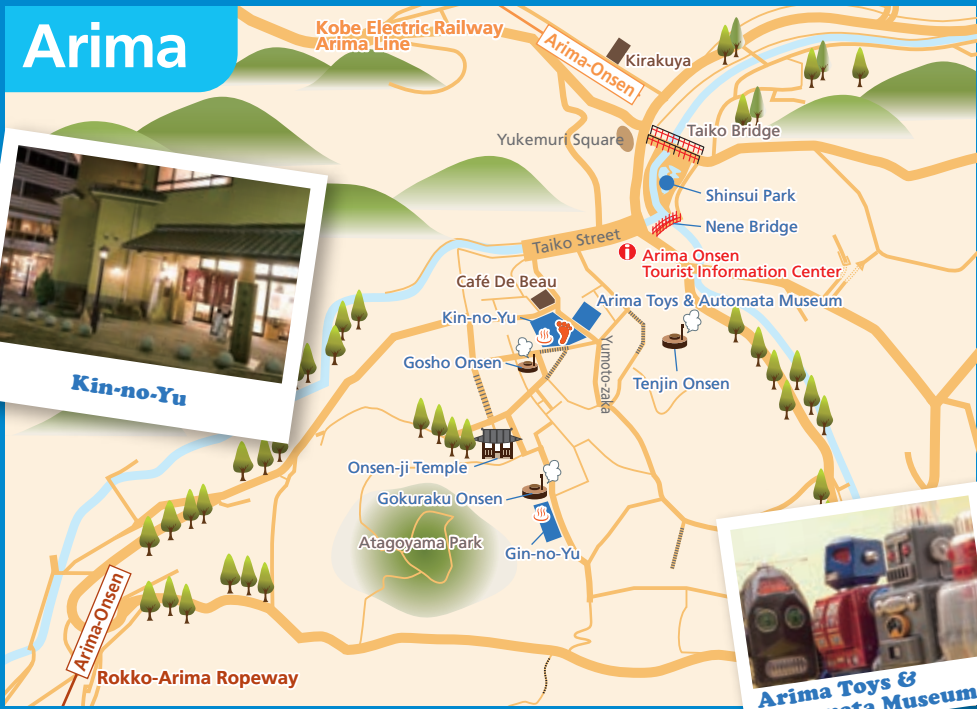 Arima
Kobe Electric Railway
Arima Line
Arima-Onsen
Kirakuya
Yukemuri Square
Taiko Bridge
Shinsui Park
Nene Bridge
Taiko Street
Arima Onsen
Tourist Information Center
Café De Beau
Arima Toys & Automata Museum
Kin-no-Yu
Gosho Onsen
Yumoto-zaka
Tenjin Onsen
Kin-no-Yu
Onsen-ji Temple
Gokuraku Onsen
Atagoyama Park
Gin-no-Yu
Arima-Onsen
Rokko-Arima Ropeway
Arima Toys &
Museum